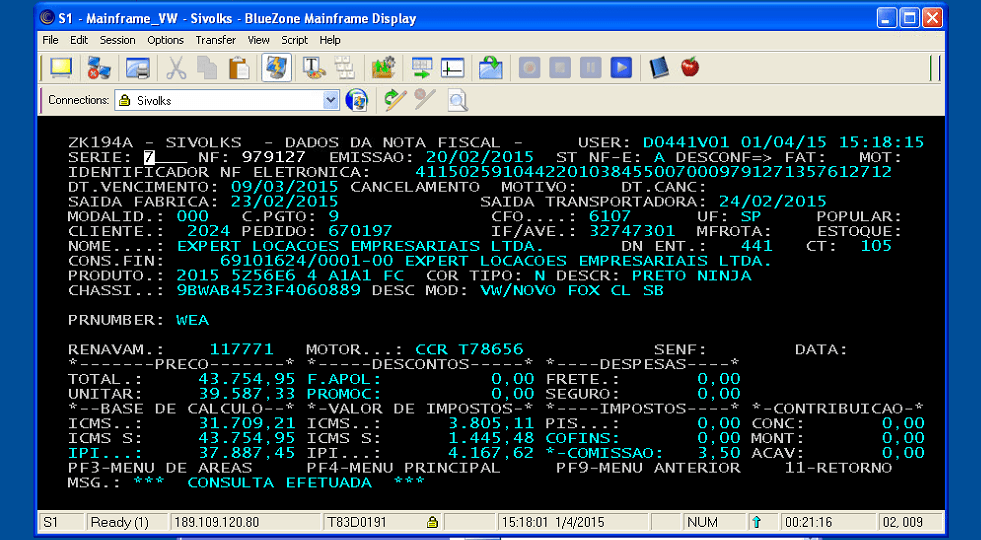 S1 - Mainframe_VW - Sivolks - BlueZone Mainframe Display
File Edit Session Options Transfer View Script Help
Connections: Sivolks
ZK194A - SIVOLKS - DADOS DA NOTA FISCAL - USER: D0441V01 01/04/15 15:18:15
SERIE: 7___ NF: 979127 EMISSAO: 20/02/2015 ST NF-E: A DESCONF=> FAT: MOT:
IDENTIFICADOR NF ELETRONICA: 41150259104422010384550070009791271357612712
DT.VENCIMENTO: 09/03/2015 CANCELAMENTO MOTIVO: DT.CANC:
SAIDA FABRICA: 23/02/2015 SAIDA TRANSPORTADORA: 24/02/2015
MODALID.: 000 C.PGTO: 9 CFO....: 6107 UF: SP POPULAR:
CLIENTE.: 2024 PEDIDO: 670197 IF/AVE.: 32747301 MFROTA: ESTOQUE:
NOME....: EXPERT LOCACOES EMPRESARIAIS LTDA. DN ENT.: 441 CT: 105
CONS.FIN: 69101624/0001-00 EXPERT LOCACOES EMPRESARIAIS LTDA.
PRODUTO.: 2015 5Z56E6 4 A1A1 FC COR TIPO: N DESCR: PRETO NINJA
CHASSI..: 9BWAB45Z3F4060889 DESC MOD: VW/NOVO FOX CL SB
PRNUMBER: WEA
RENAVAM.: 117771 MOTOR...: CCR T78656 SENF: DATA:
*-------PRECO-------* *-----DESCONTOS-----* *----DESPESAS----*
TOTAL.: 43.754,95 F.APOL: 0,00 FRETE.: 0,00
UNITAR: 39.587,33 PROMOC: 0,00 SEGURO: 0,00
*--BASE DE CALCULO--* *-VALOR DE IMPOSTOS-* *----IMPOSTOS----* *-CONTRIBUICAO-*
ICMS..: 31.709,21 ICMS..: 3.805,11 PIS...: 0,00 CONC: 0,00
ICMS S: 43.754,95 ICMS S: 1.445,48 COFINS: 0,00 MONT: 0,00
IPI...: 37.887,45 IPI...: 4.167,62 *-COMISSAO: 3,50 ACAV: 0,00
PF3-MENU DE AREAS PF4-MENU PRINCIPAL PF9-MENU ANTERIOR 11-RETORNO
MSG.: *** CONSULTA EFETUADA ***
S1 Ready (1) 189.109.120.80 T83D0191 15:18:01 1/4/2015 NUM 00:21:16 02, 009